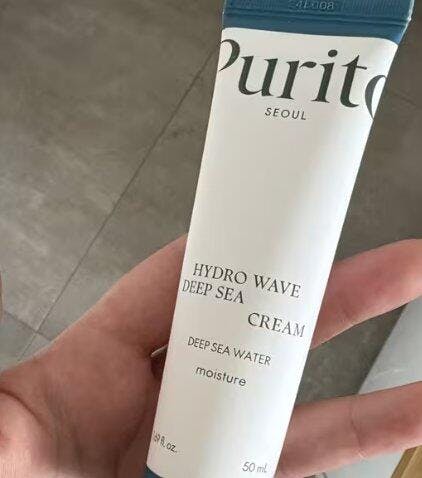 Purito
SEOUL
HYDRO WAVE
DEEP SEA
CREAM
DEEP SEA WATER
moisture
50 mL